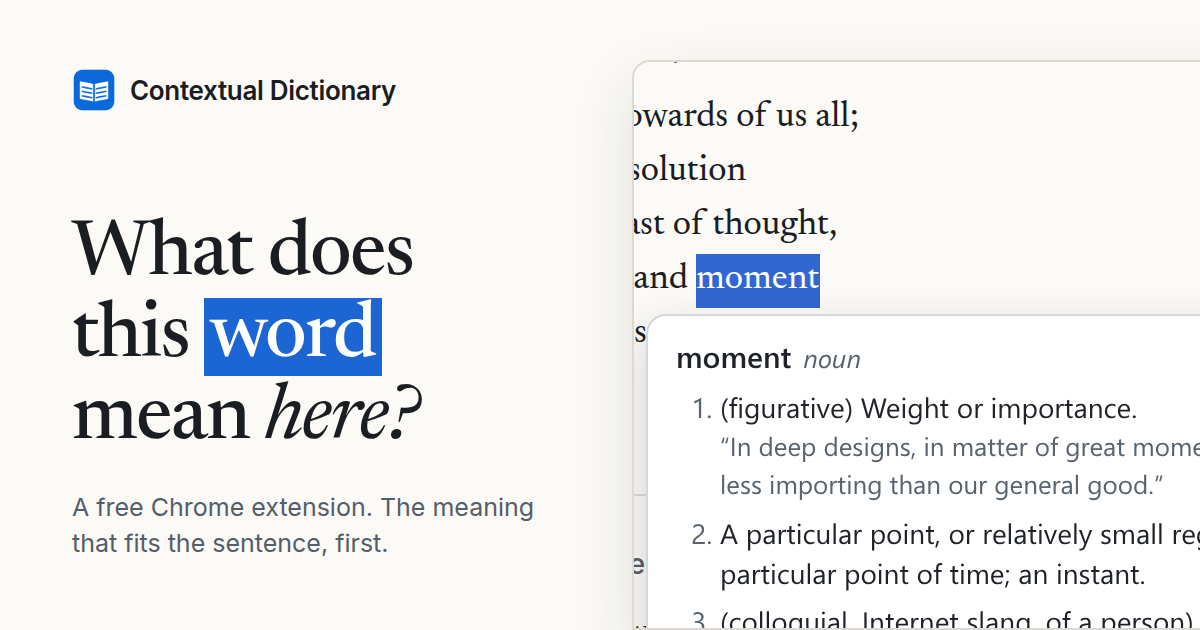 Contextual Dictionary
What does
this word
mean here?
A free Chrome extension. The meaning
that fits the sentence, first.
owards of us all;
solution
ast of thought,
and moment
s
moment noun
1. (figurative) Weight or importance.
“In deep designs, in matter of great mome
less importing than our general good.”
2. A particular point, or relatively small reg
particular point of time; an instant.
3. (colloquial, Internet slang, of a person)
e